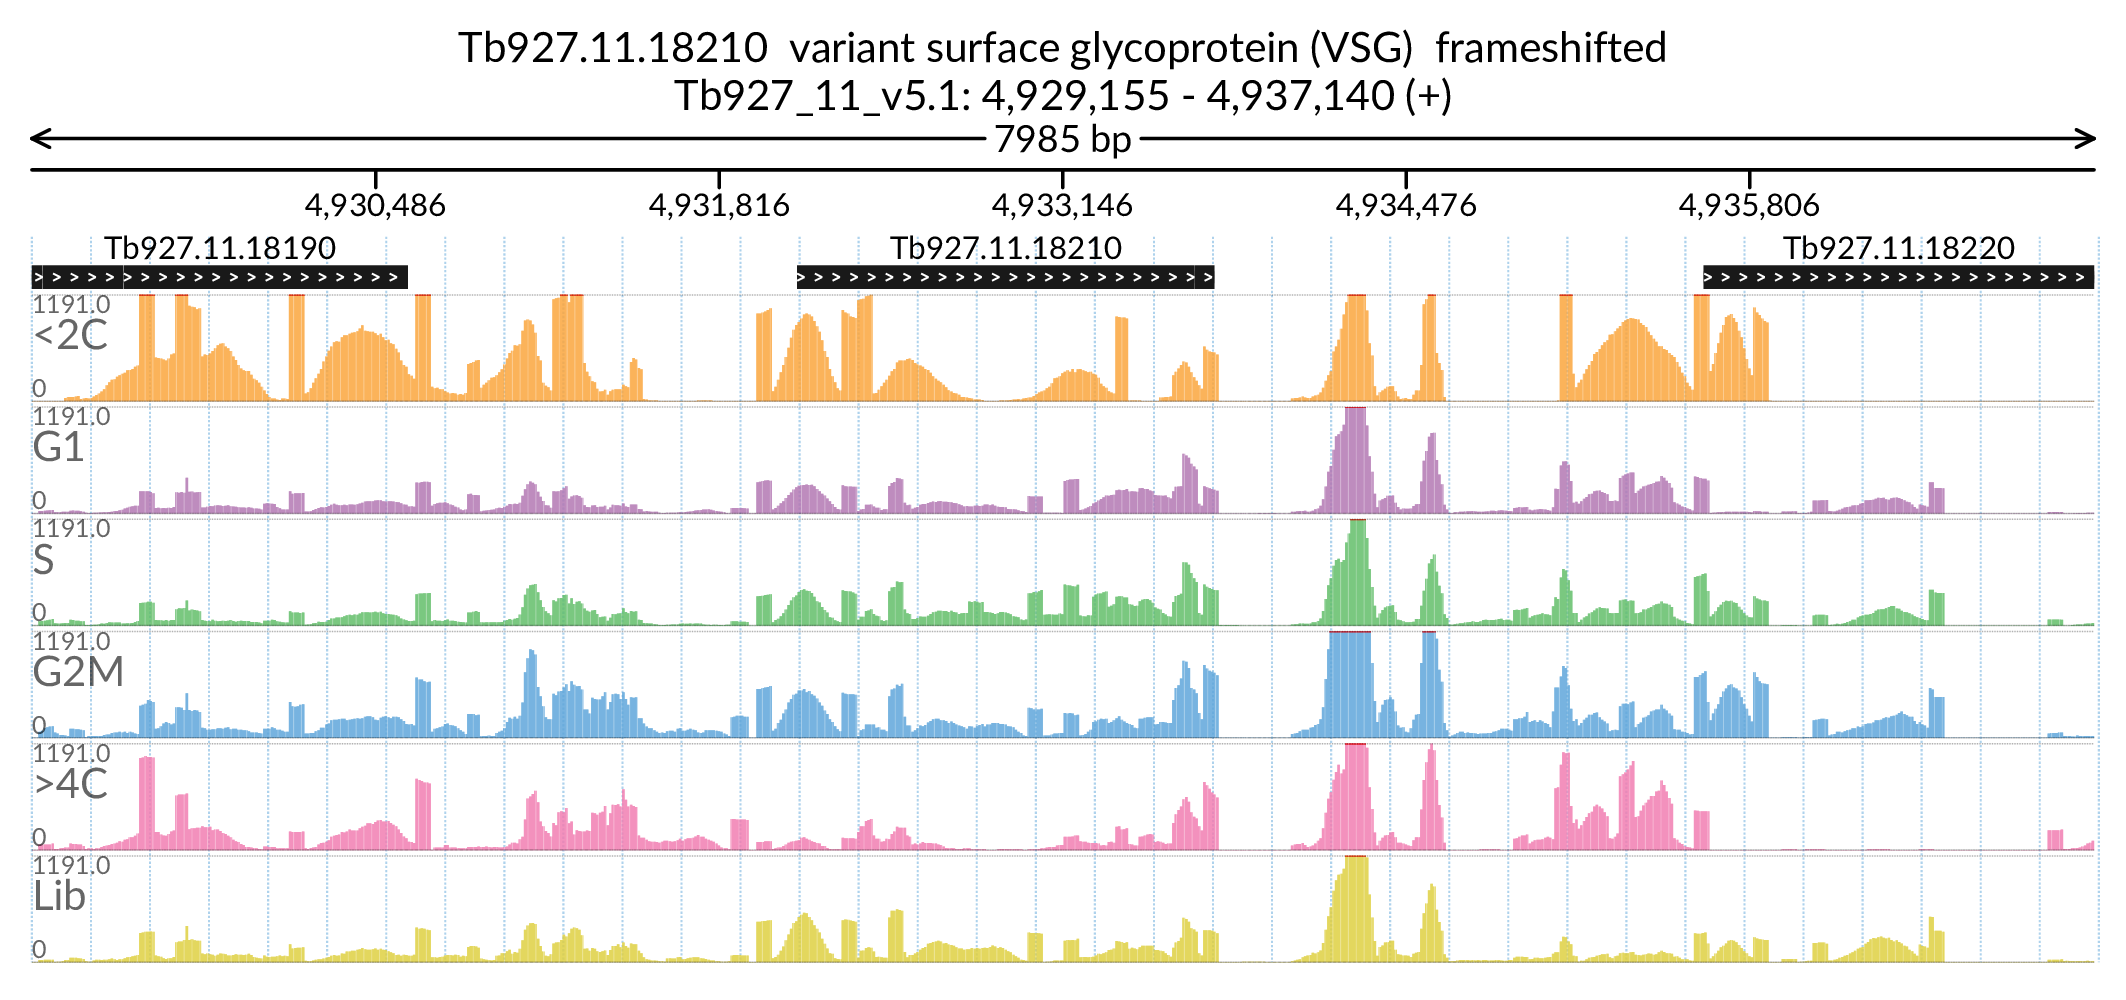 Tb927.11.18210 variant surface glycoprotein (VSG) frameshifted
Tb927_11_v5.1: 4,929,155 - 4,937,140 (+)
7985 bp
4,930,486 4,931,816 4,933,146 4,934,476 4,935,806
Tb927.11.18190 Tb927.11.18210 Tb927.11.18220
1191.0
<2C
0
1191.0
G1
0
1191.0
S
0
1191.0
G2M
0
1191.0
>4C
0
1191.0
Lib
0